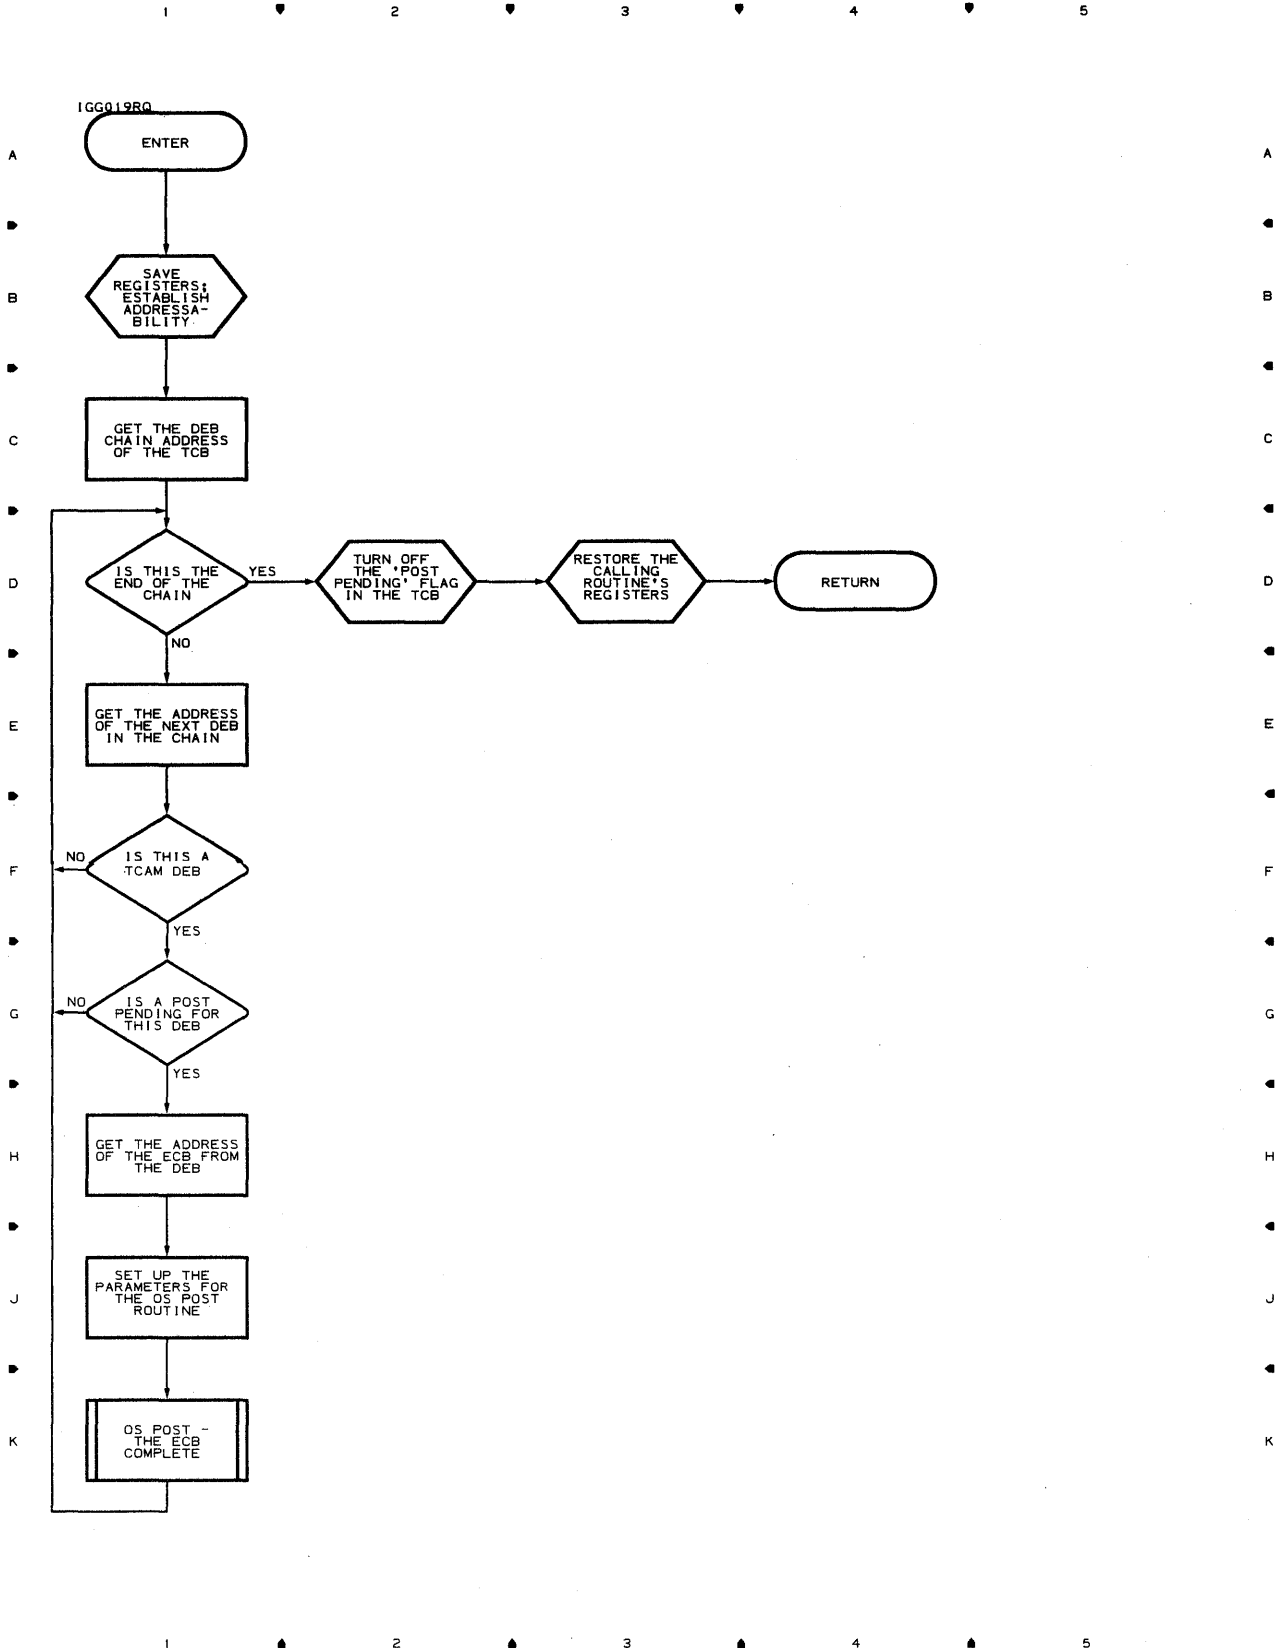 1 2 3 4 5
IGG019RQ
ENTER
A A
SAVE
REGISTERS;
ESTABLISH
ADDRESSA-
BILITY
B B
GET THE DEB
CHAIN ADDRESS
OF THE TCB
C C
IS THIS THE
END OF THE
CHAIN
YES
TURN OFF
THE 'POST
PENDING' FLAG
IN THE TCB
RESTORE THE
CALLING
ROUTINE'S
REGISTERS
RETURN
D D
NO
GET THE ADDRESS
OF THE NEXT DEB
IN THE CHAIN
E E
NO
IS THIS A
TCAM DEB
F F
YES
NO
IS A POST
PENDING FOR
THIS DEB
G G
YES
GET THE ADDRESS
OF THE ECB FROM
THE DEB
H H
SET UP THE
PARAMETERS FOR
THE OS POST
ROUTINE
J J
OS POST -
THE ECB
COMPLETE
K K
1 2 3 4 5